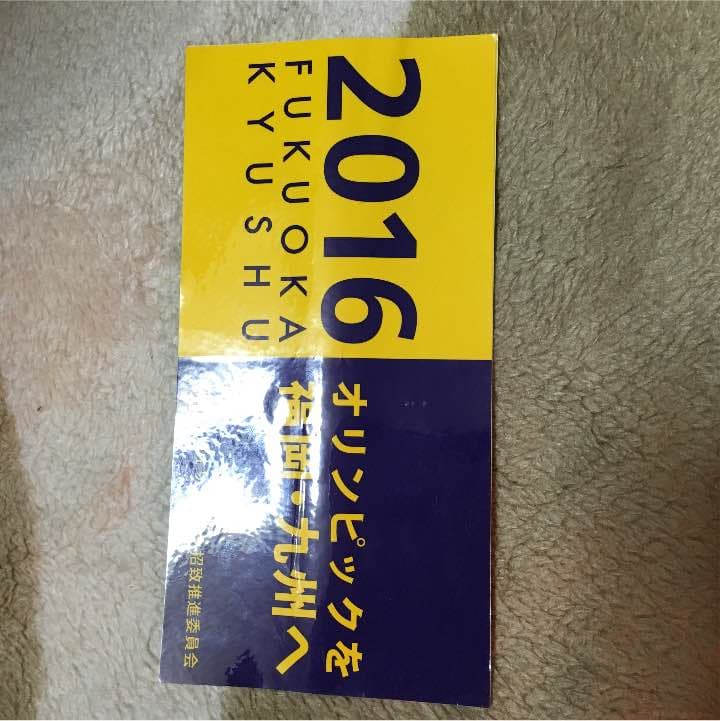 2016
FUKUOKA
KYUSHU
オリンピックを
福岡・九州へ
招致推進委員会